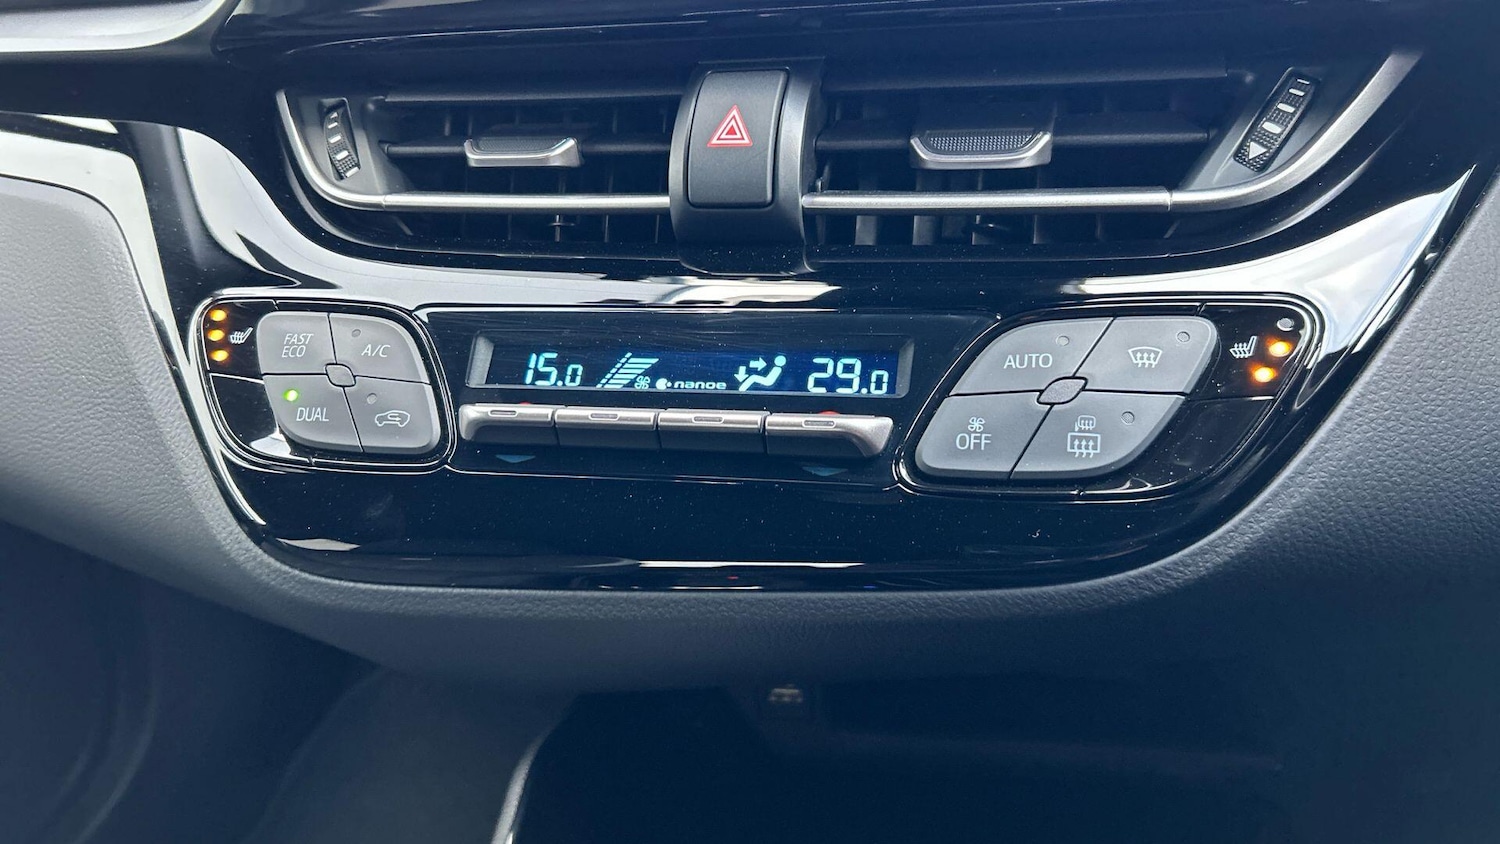 FAST
ECO
A/C
DUAL
15.0
nanoe
29.0
AUTO
OFF